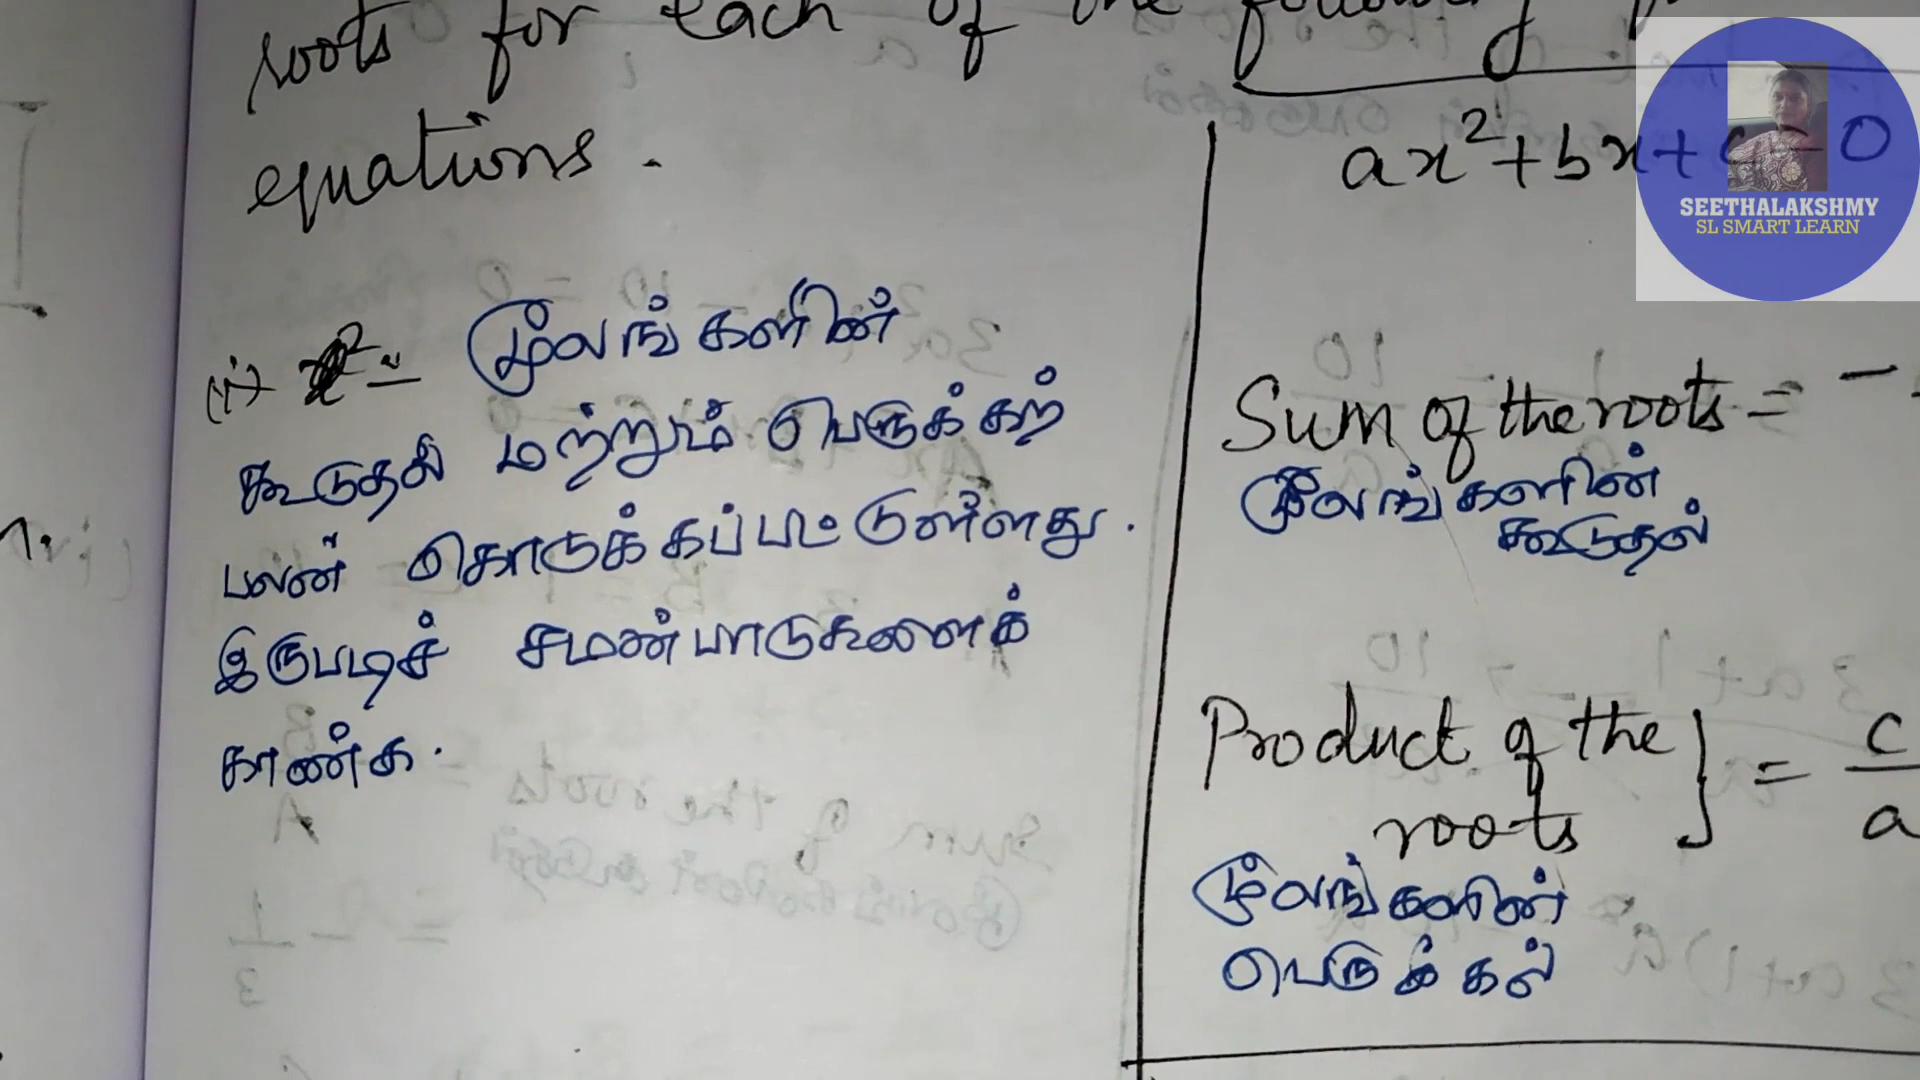 roots for each of the following
equations.
(i) மூலங்களின்
கூடுதல் மற்றும் பெருக்கற்
பலன் கொடுக்கப்பட்டுள்ளது.
இருபடிச் சமன்பாடுகளைக்
காண்க.
ax²+bx+c=0
Sum of the roots = -
மூலங்களின்
கூடுதல்
Product of the
roots } = c/a
மூலங்களின்
பெருக்கல்
SEETHALAKSHMY
SL SMART LEARN